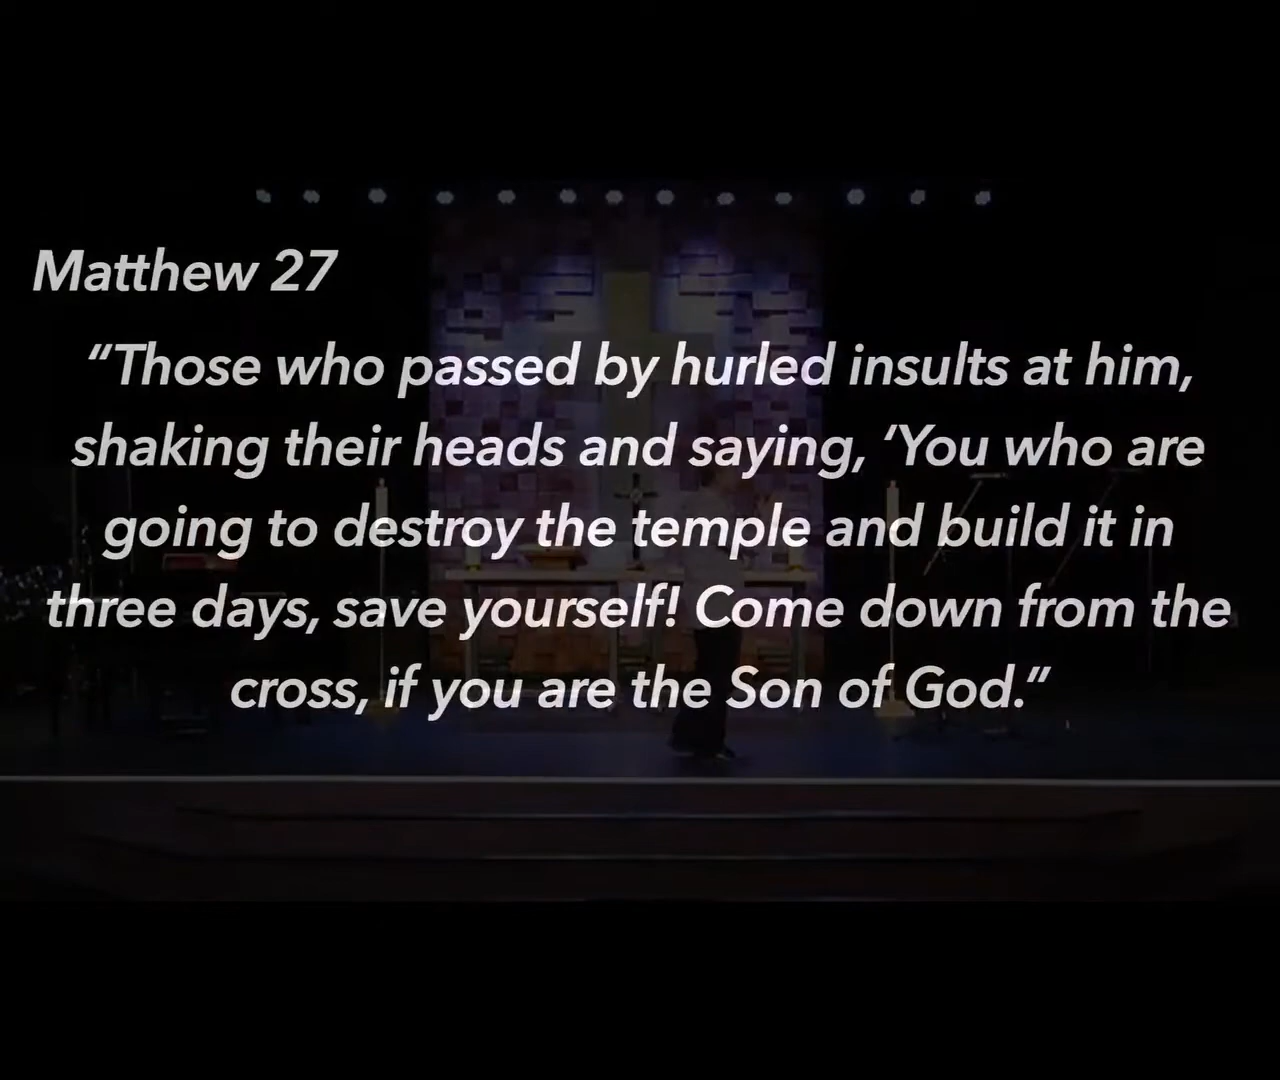 Matthew 27
“Those who passed by hurled insults at him,
shaking their heads and saying, ‘You who are
going to destroy the temple and build it in
three days, save yourself! Come down from the
cross, if you are the Son of God.”